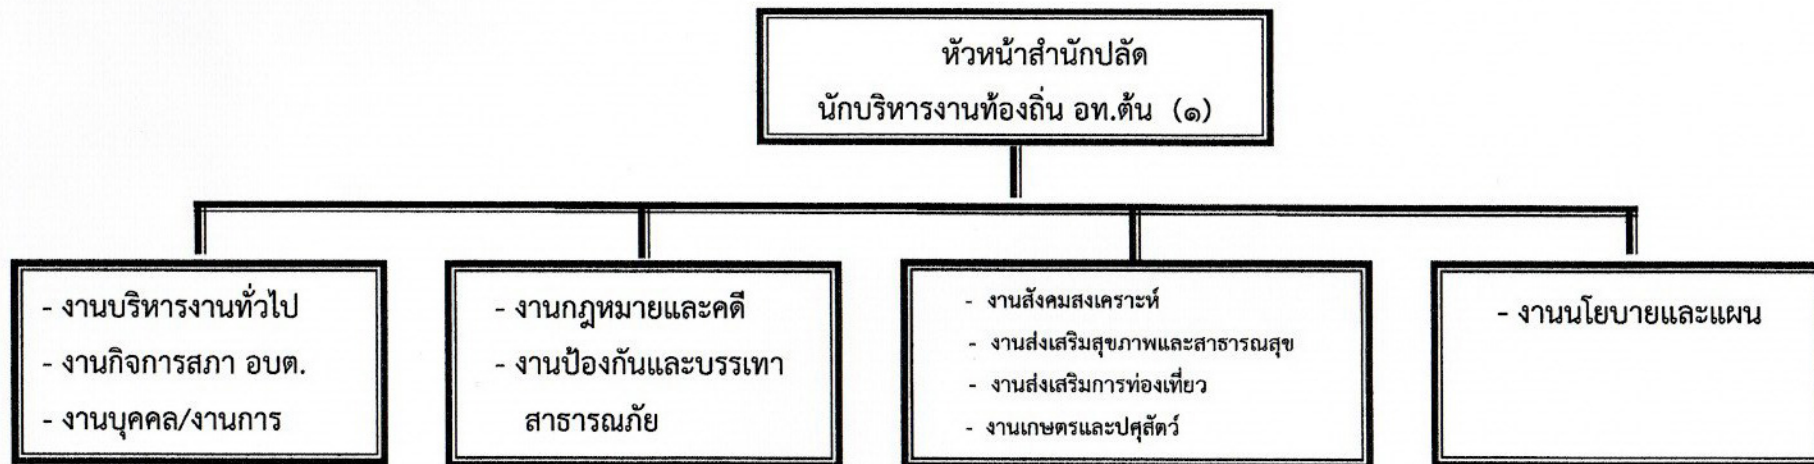 หัวหน้าสำนักปลัด
นักบริหารงานท้องถิ่น อท.ต้น (๑)
- งานบริหารงานทั่วไป
- งานกิจการสภา อบต.
- งานบุคคล/งานการ
- งานกฎหมายและคดี
- งานป้องกันและบรรเทา
สาธารณภัย
- งานสังคมสงเคราะห์
- งานส่งเสริมสุขภาพและสาธารณสุข
- งานส่งเสริมการท่องเที่ยว
- งานเกษตรและปศุสัตว์
- งานนโยบายและแผน